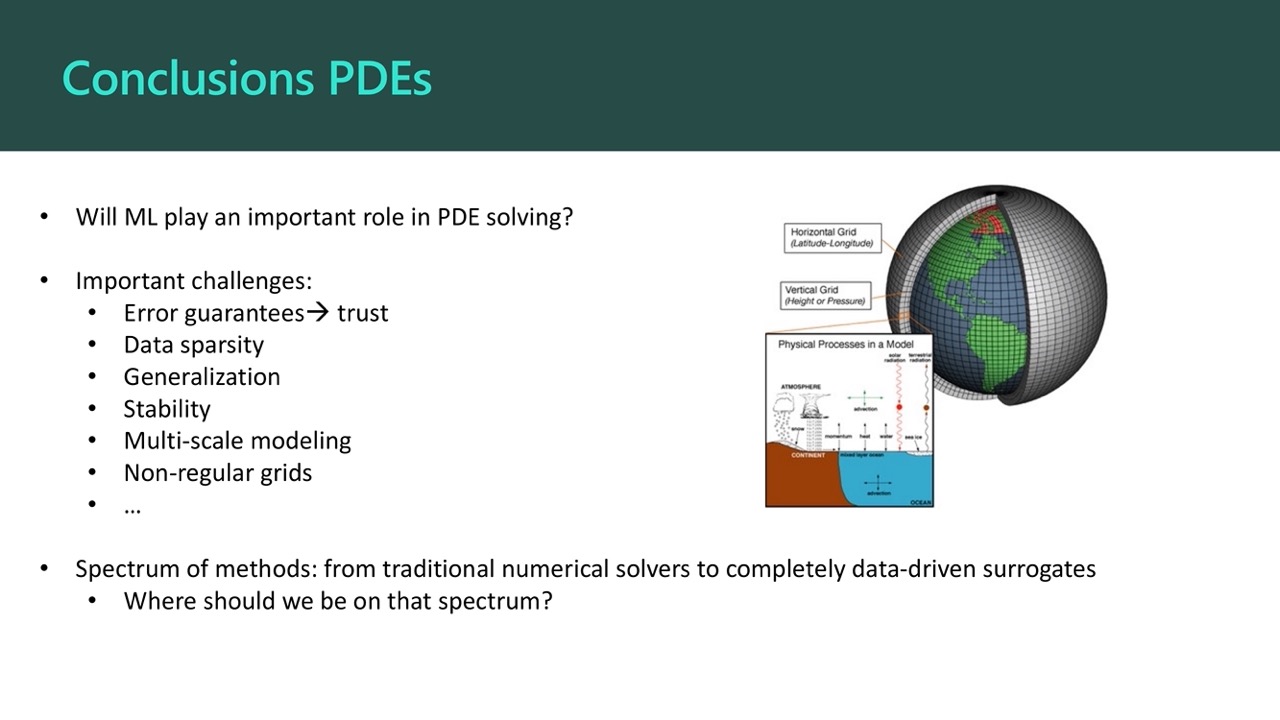 Conclusions PDEs
• Will ML play an important role in PDE solving?
• Important challenges:
• Error guarantees→ trust
• Data sparsity
• Generalization
• Stability
• Multi-scale modeling
• Non-regular grids
• ...
• Spectrum of methods: from traditional numerical solvers to completely data-driven surrogates
• Where should we be on that spectrum?
Horizontal Grid
(Latitude-Longitude)
Vertical Grid
(Height or Pressure)
Physical Processes in a Model
solar
radiation
terrestrial
radiation
ATMOSPHERE
advection
snow
momentum
heat
water
sea ice
CONTINENT
mixed layer ocean
advection
OCEAN